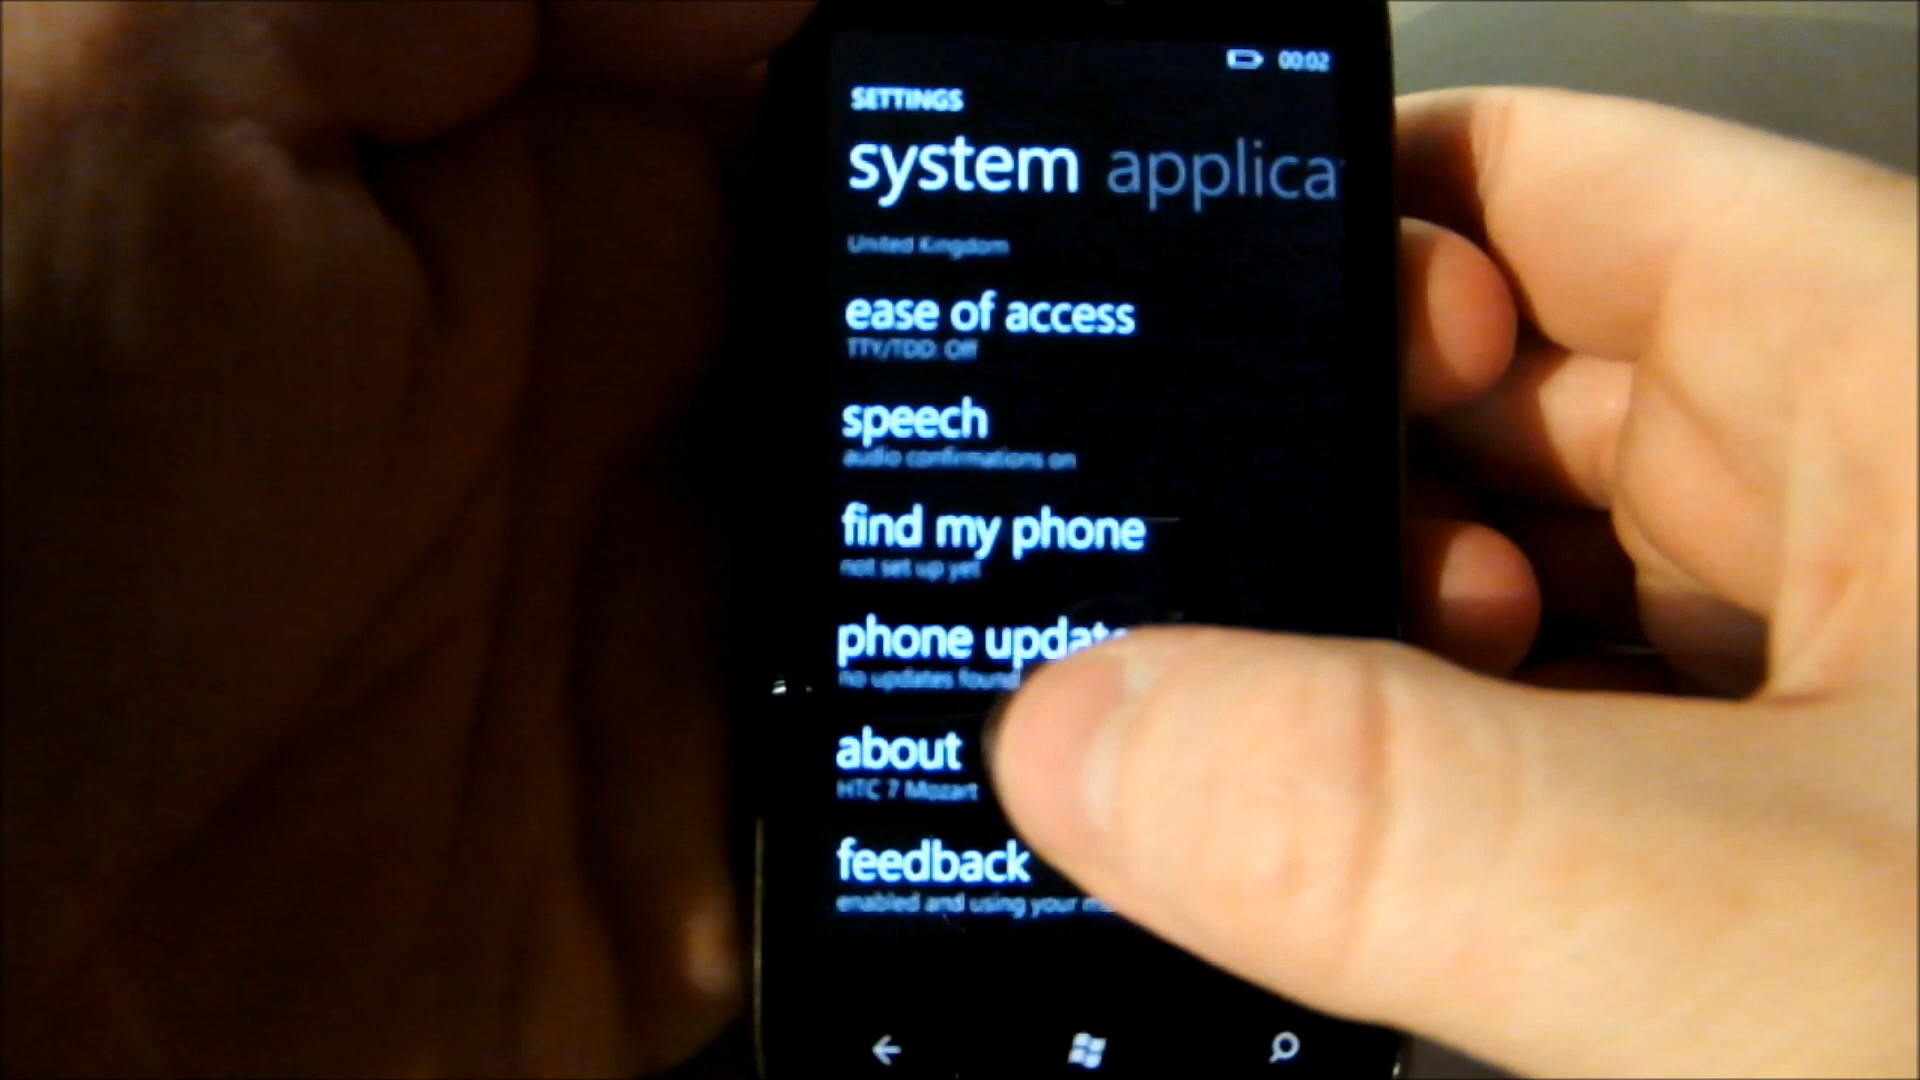 00:02
SETTINGS
system applica
United Kingdom
ease of access
TTY/TDD: Off
speech
audio confirmations on
find my phone
not set up yet
phone update
no updates found
about
HTC 7 Mozart
feedback
enabled and using your